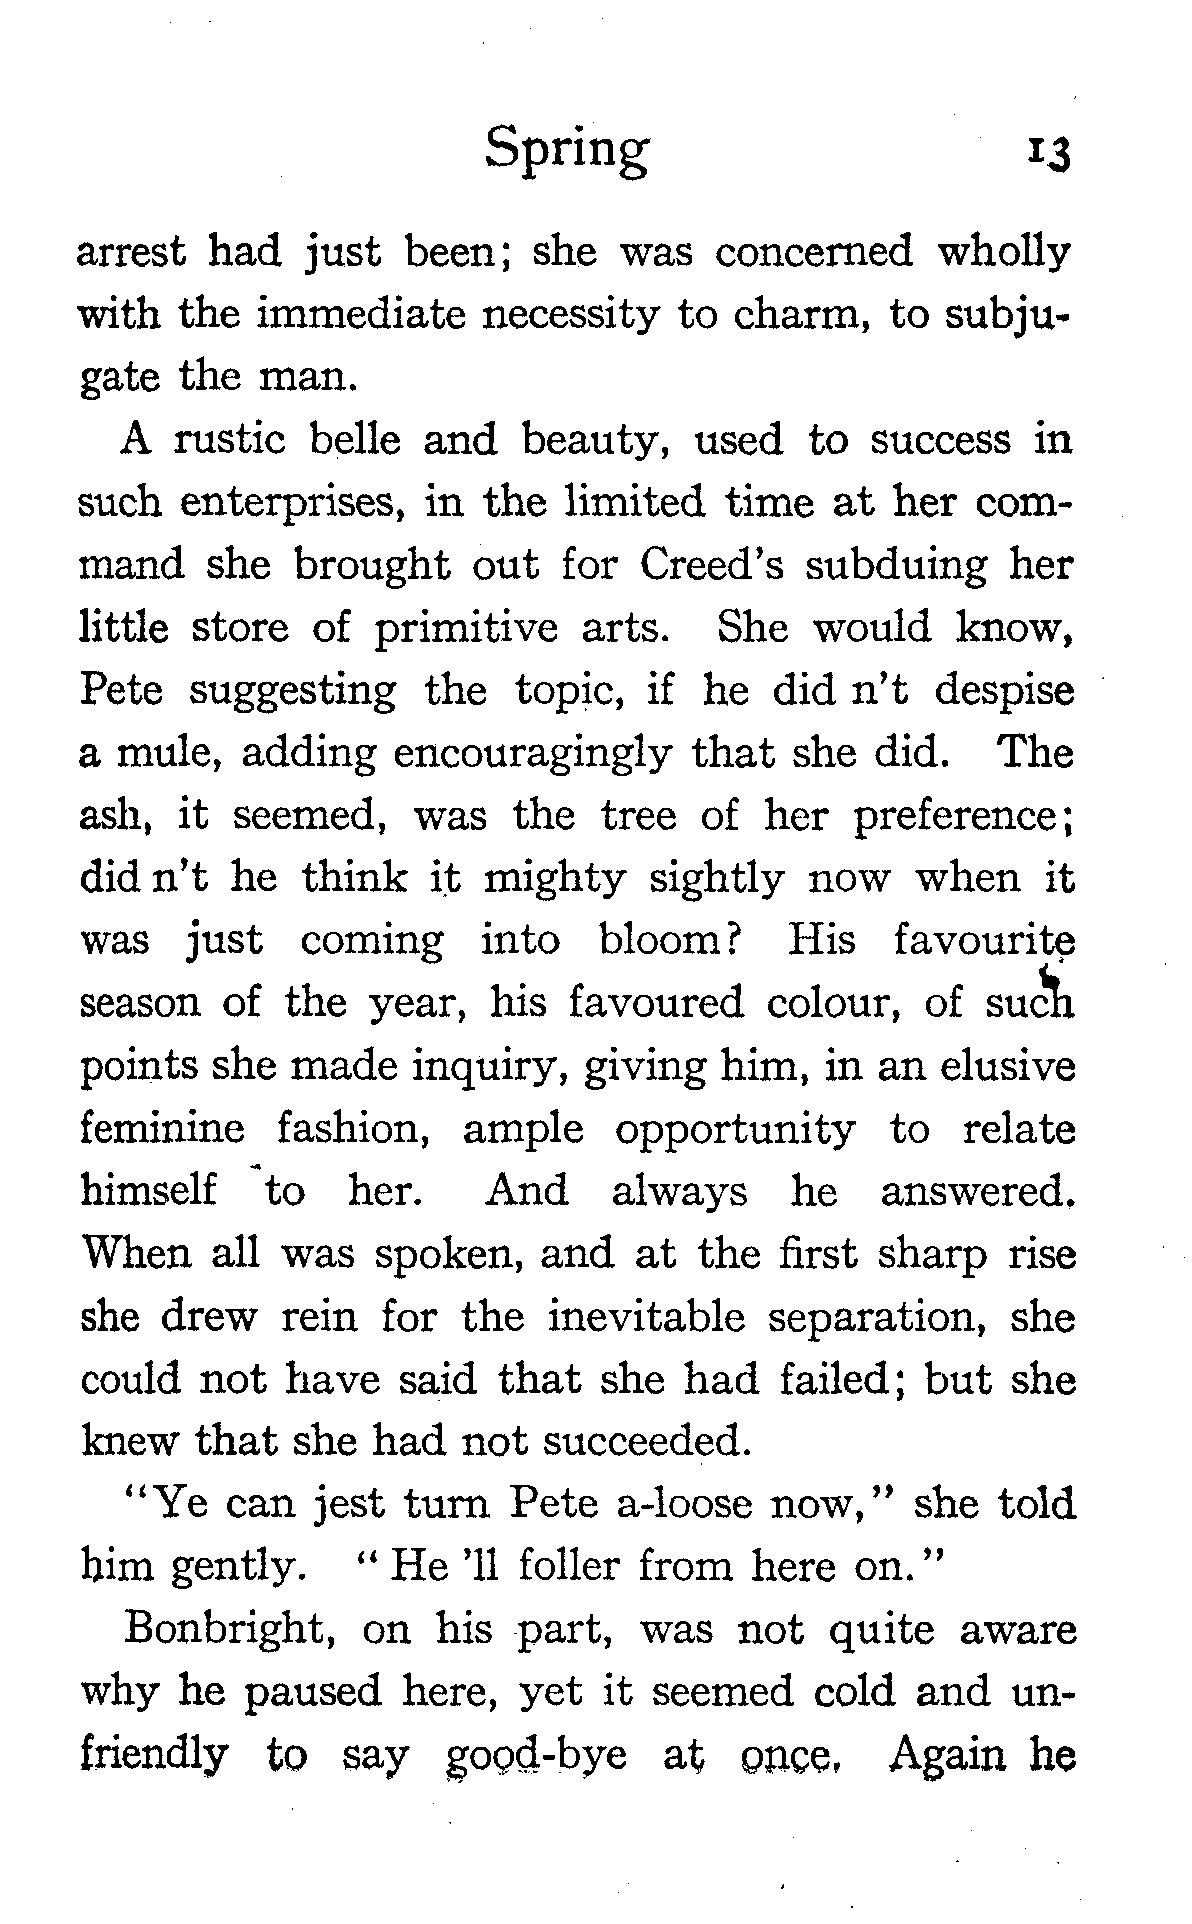 Spring 13
arrest had just been; she was concerned wholly
with the immediate necessity to charm, to subju-
gate the man.
A rustic belle and beauty, used to success in
such enterprises, in the limited time at her com-
mand she brought out for Creed's subduing her
little store of primitive arts. She would know,
Pete suggesting the topic, if he did n't despise
a mule, adding encouragingly that she did. The
ash, it seemed, was the tree of her preference;
did n't he think it mighty sightly now when it
was just coming into bloom? His favourite
season of the year, his favoured colour, of such
points she made inquiry, giving him, in an elusive
feminine fashion, ample opportunity to relate
himself to her. And always he answered.
When all was spoken, and at the first sharp rise
she drew rein for the inevitable separation, she
could not have said that she had failed; but she
knew that she had not succeeded.
"Ye can jest turn Pete a-loose now," she told
him gently. " He 'll foller from here on."
Bonbright, on his part, was not quite aware
why he paused here, yet it seemed cold and un-
friendly to say good-bye at once. Again he